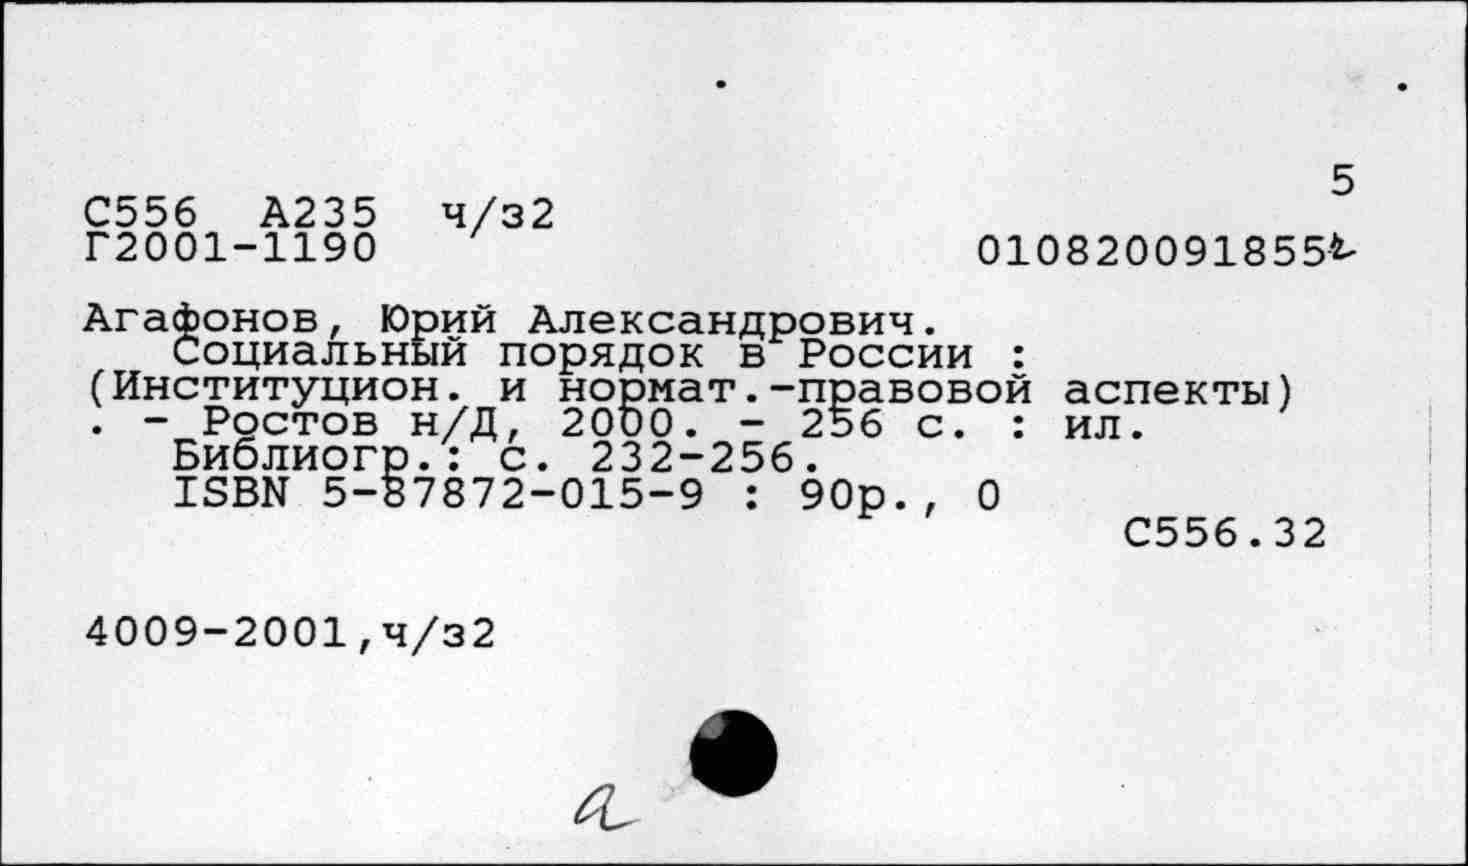 5
С556 А235 ч/з2
Г2001-1190
010820091855
Агафонов, Юрий Александрович.
Социальный порядок в России :
(Институцион. и нормат.-правовой аспекты)
. - Ростов н/Д, 2000. - 256 с. : ил.
Библиогр.: с. 232-256.
ISBN 5-87872-015-9 : 90р., 0
С556.32
4009-2001,ч/з2
а